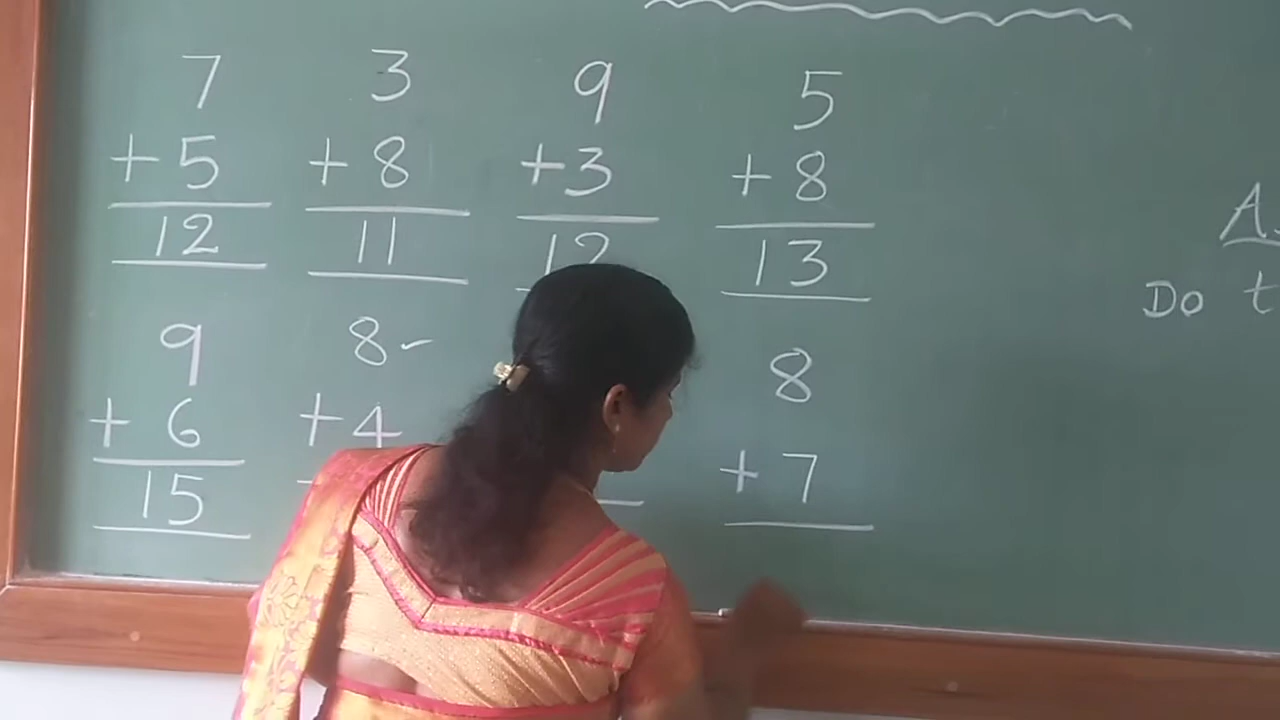 7 3 9 5
+ 5 + 8 + 3 + 8
12 11 12 13
9 8 8
+ 6 + 4 + 7
15
Do